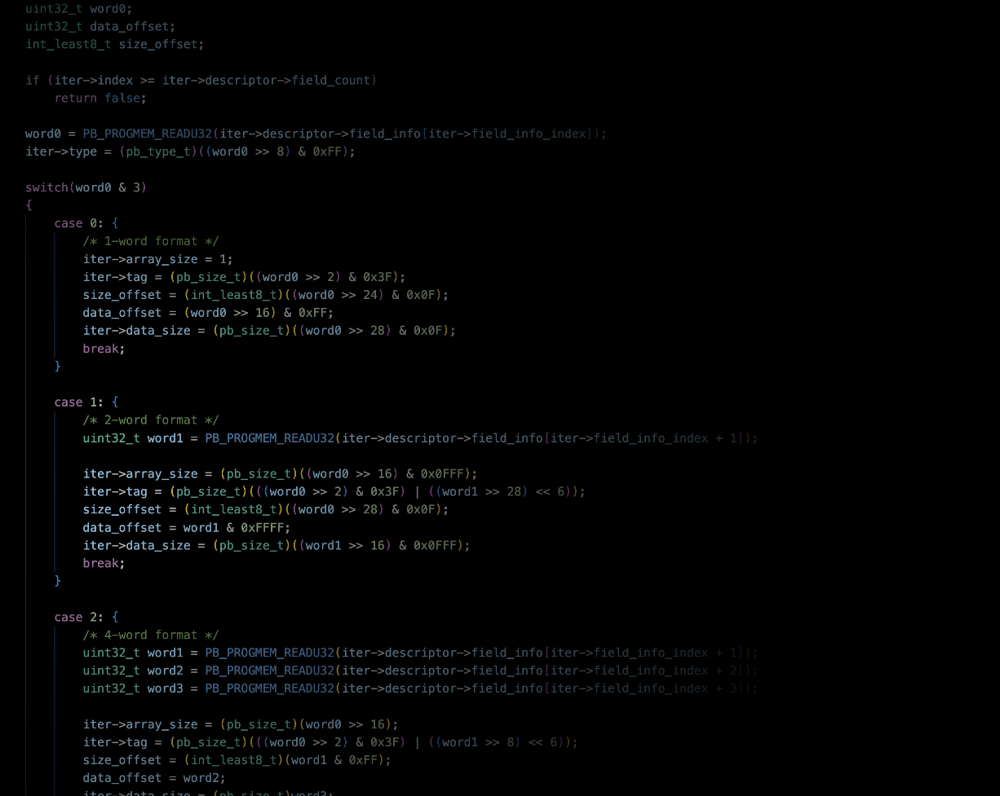 uint32_t word0;
uint32_t data_offset;
int_least8_t size_offset;
if (iter->index >= iter->descriptor->field_count)
return false;
word0 = PB_PROGMEM_READU32(iter->descriptor->field_info[iter->field_info_index]);
iter->type = (pb_type_t)((word0 >> 8) & 0xFF);
switch(word0 & 3)
{
case 0: {
/* 1-word format */
iter->array_size = 1;
iter->tag = (pb_size_t)((word0 >> 2) & 0x3F);
size_offset = (int_least8_t)((word0 >> 24) & 0x0F);
data_offset = (word0 >> 16) & 0xFF;
iter->data_size = (pb_size_t)((word0 >> 28) & 0x0F);
break;
}
case 1: {
/* 2-word format */
uint32_t word1 = PB_PROGMEM_READU32(iter->descriptor->field_info[iter->field_info_index + 1]);
iter->array_size = (pb_size_t)((word0 >> 16) & 0x0FFF);
iter->tag = (pb_size_t)(((word0 >> 2) & 0x3F) | ((word1 >> 28) << 6));
size_offset = (int_least8_t)((word0 >> 28) & 0x0F);
data_offset = word1 & 0xFFFF;
iter->data_size = (pb_size_t)((word1 >> 16) & 0x0FFF);
break;
}
case 2: {
/* 4-word format */
uint32_t word1 = PB_PROGMEM_READU32(iter->descriptor->field_info[iter->field_info_index + 1]);
uint32_t word2 = PB_PROGMEM_READU32(iter->descriptor->field_info[iter->field_info_index + 2]);
uint32_t word3 = PB_PROGMEM_READU32(iter->descriptor->field_info[iter->field_info_index + 3]);
iter->array_size = (pb_size_t)(word0 >> 16);
iter->tag = (pb_size_t)(((word0 >> 2) & 0x3F) | ((word1 >> 8) << 6));
size_offset = (int_least8_t)(word1 & 0xFF);
data_offset = word2;
iter->data_size = (pb_size_t)word3;